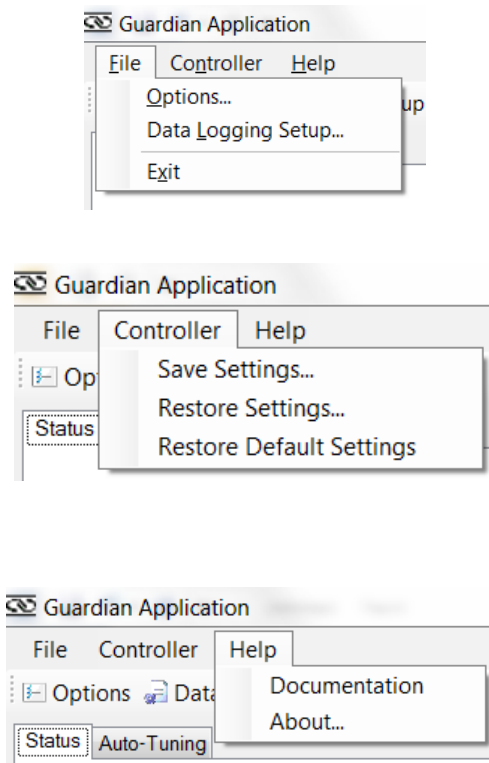 Guardian Application
File Controller Help
Options... up
Data Logging Setup...
Exit
Guardian Application
File Controller Help
Op Save Settings...
Restore Settings...
Status
Restore Default Settings
Guardian Application
File Controller Help
Options Data Documentation
About...
Status Auto-Tuning